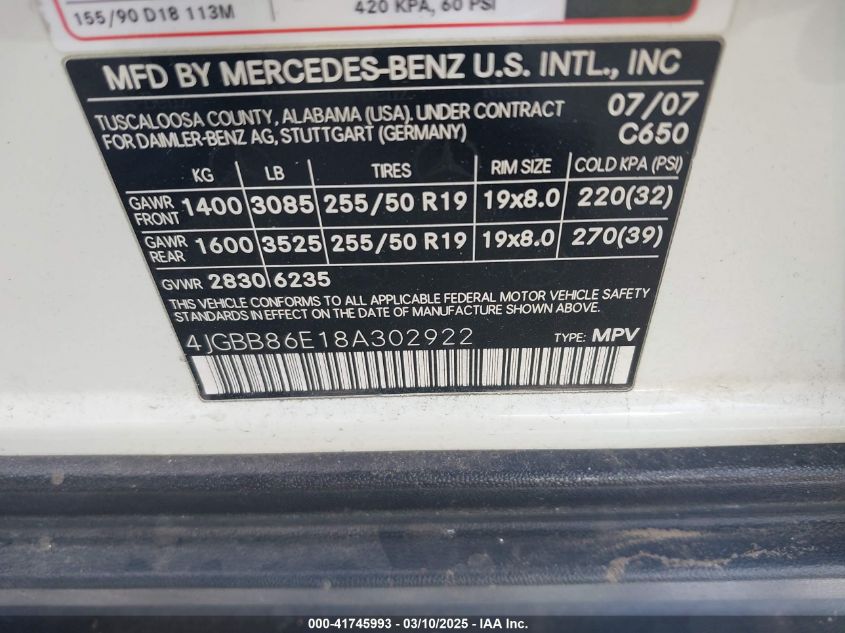 155/90 D18 113M
420 KPA, 60 PSI
MFD BY MERCEDES-BENZ U.S. INTL., INC
TUSCALOOSA COUNTY, ALABAMA (USA), UNDER CONTRACT 07/07
FOR DAIMLER-BENZ AG, STUTTGART (GERMANY) C650
KG LB TIRES RIM SIZE COLD KPA (PSI)
GAWR FRONT 1400 3085 255/50 R19 19x8.0 220(32)
GAWR REAR 1600 3525 255/50 R19 19x8.0 270(39)
GVWR 2830 6235
THIS VEHICLE CONFORMS TO ALL APPLICABLE FEDERAL MOTOR VEHICLE SAFETY
STANDARDS IN EFFECT ON THE DATE OF MANUFACTURE SHOWN ABOVE.
4JGBB86E18A302922 TYPE: MPV
000-41745993 - 03/10/2025 - IAA Inc.